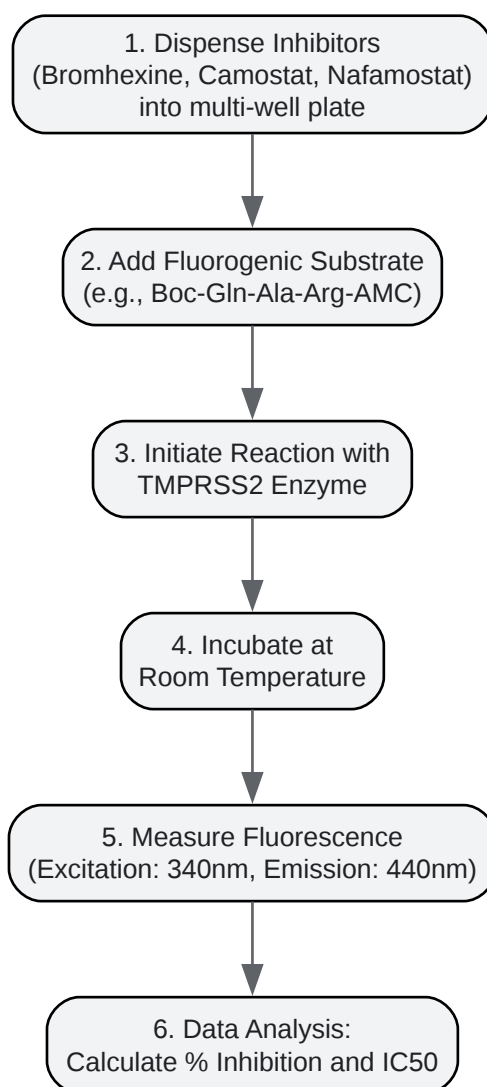 1. Dispense Inhibitors
(Bromhexine, Camostat, Nafamostat)
into multi-well plate
2. Add Fluorogenic Substrate
(e.g., Boc-Gln-Ala-Arg-AMC)
3. Initiate Reaction with
TMPRSS2 Enzyme
4. Incubate at
Room Temperature
5. Measure Fluorescence
(Excitation: 340nm, Emission: 440nm)
6. Data Analysis:
Calculate % Inhibition and IC50